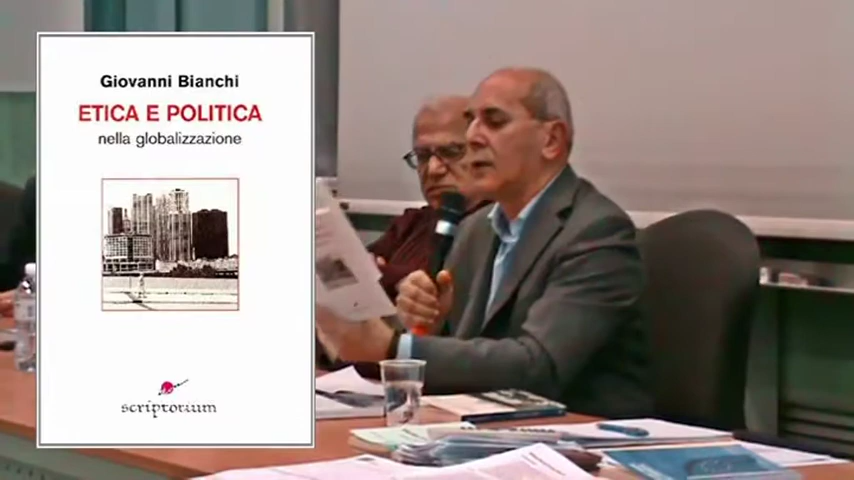 Giovanni Bianchi
ETICA E POLITICA
nella globalizzazione
scriptorium